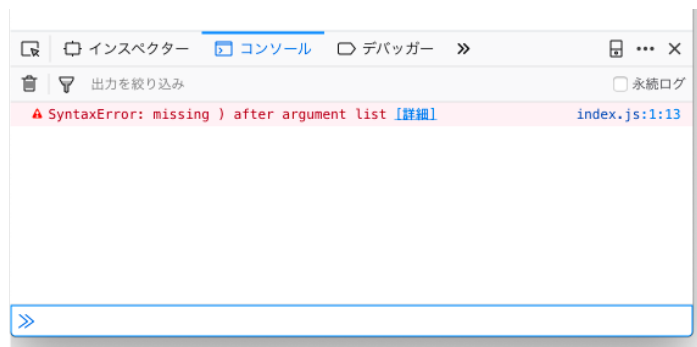 インスペクター コンソール デバッガー
出力を絞り込み 永続ログ
SyntaxError: missing ) after argument list [詳細] index.js:1:13